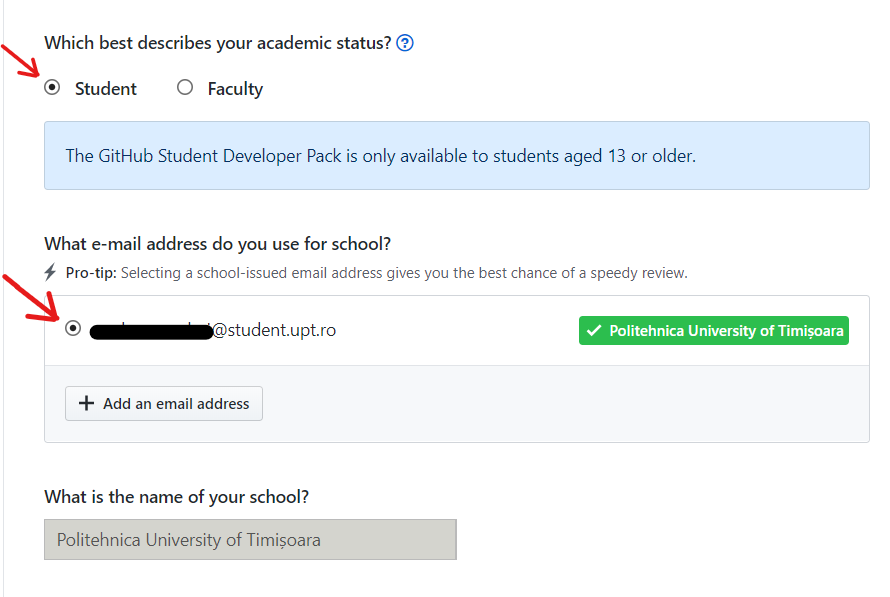 Which best describes your academic status?
Student Faculty
The GitHub Student Developer Pack is only available to students aged 13 or older.
What e-mail address do you use for school?
Pro-tip: Selecting a school-issued email address gives you the best chance of a speedy review.
@student.upt.ro Politehnica University of Timișoara
Add an email address
What is the name of your school?
Politehnica University of Timișoara